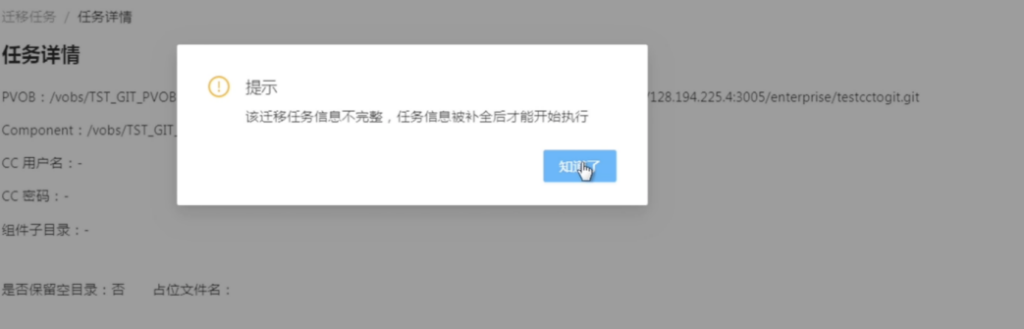 迁移任务 / 任务详情
任务详情
提示
PVOB：/vobs/TST_GIT_PVOB
/128.194.225.4:3005/enterprise/testcctogit.git
该迁移任务信息不完整，任务信息被补全后才能开始执行
Component：/vobs/TST_GIT_
CC 用户名：-
知道了
CC 密码：-
组件子目录：-
是否保留空目录：否 占位文件名：